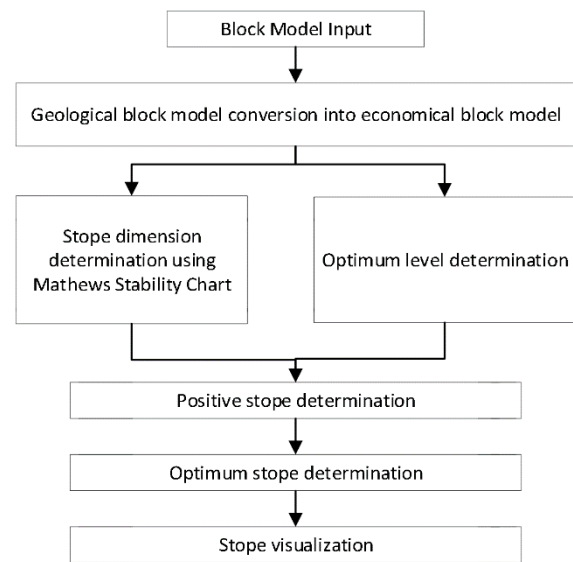 Block Model Input
Geological block model conversion into economical block model
Stope dimension
determination using
Mathews Stability Chart
Optimum level determination
Positive stope determination
Optimum stope determination
Stope visualization